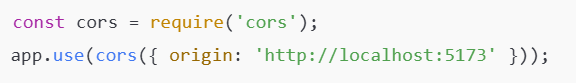 const cors = require('cors');
app.use(cors({ origin: 'http://localhost:5173' }));